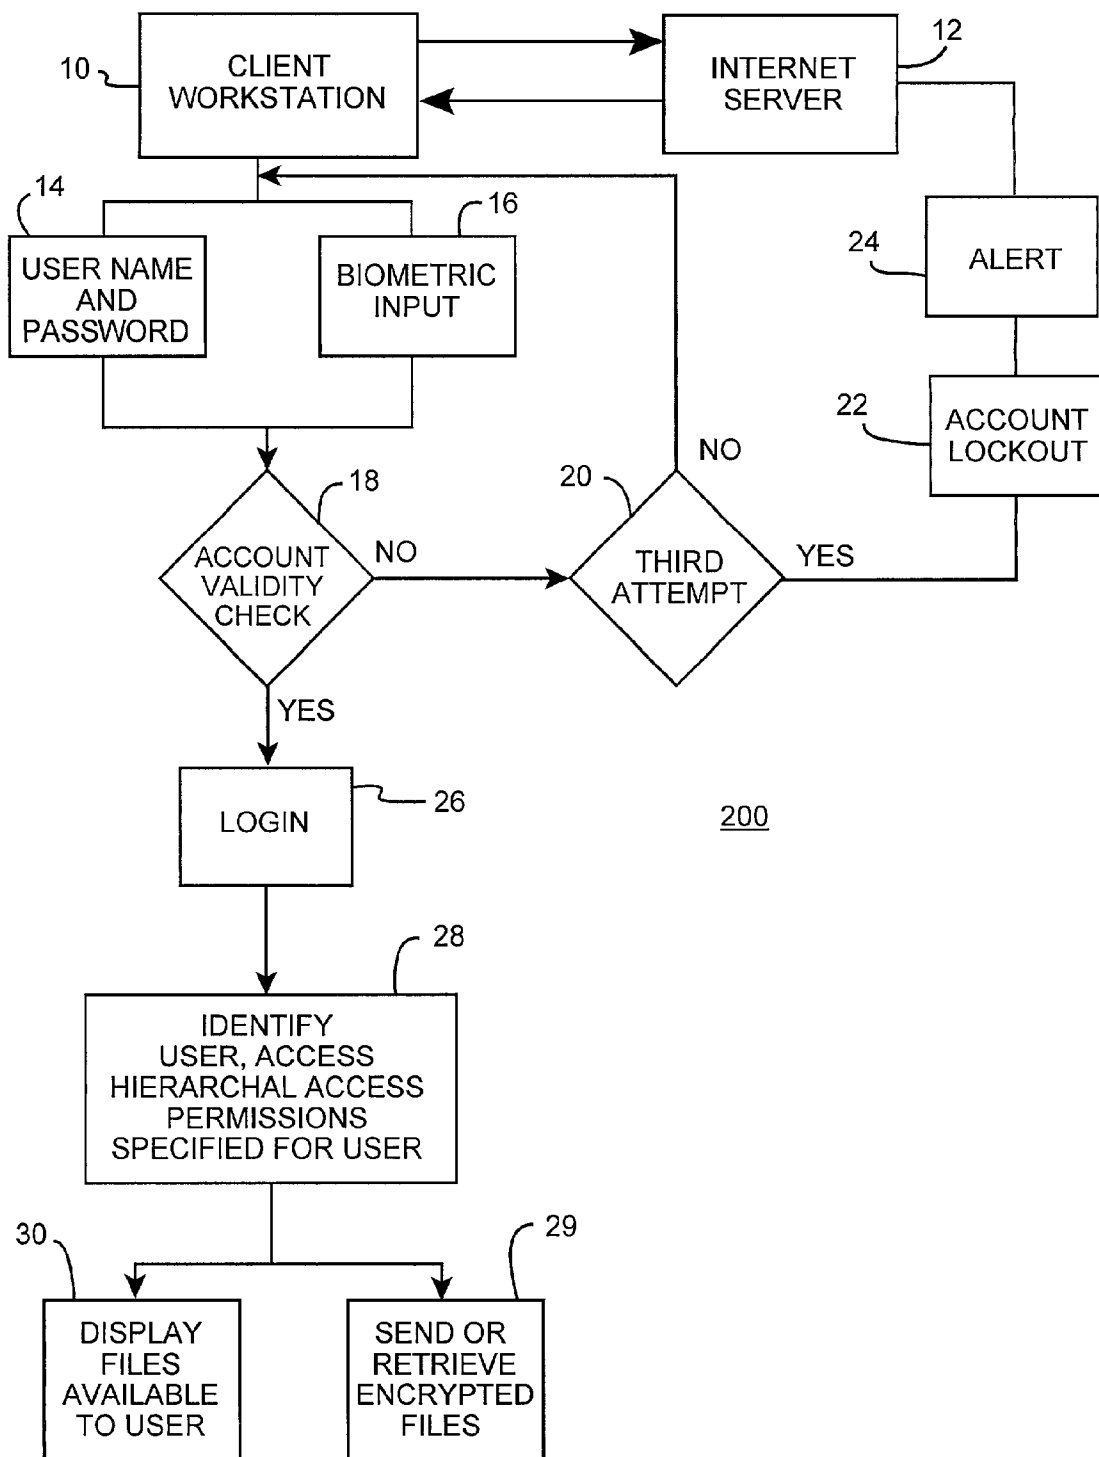 10
CLIENT
WORKSTATION
INTERNET
SERVER
12
14
USER NAME
AND
PASSWORD
16
BIOMETRIC
INPUT
24
ALERT
22
ACCOUNT
LOCKOUT
18
ACCOUNT
VALIDITY
CHECK
NO
20
THIRD
ATTEMPT
NO
YES
YES
LOGIN
26
200
28
IDENTIFY
USER, ACCESS
HIERARCHAL ACCESS
PERMISSIONS
SPECIFIED FOR USER
30
DISPLAY
FILES
AVAILABLE
TO USER
29
SEND OR
RETRIEVE
ENCRYPTED
FILES